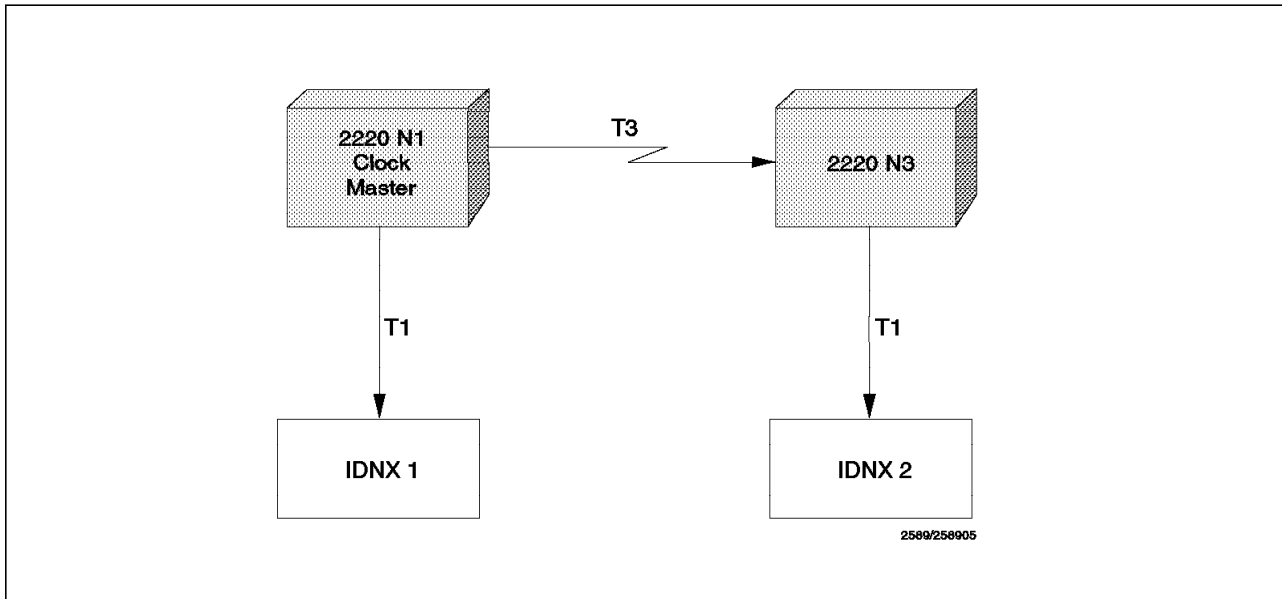 2220 N1
Clock
Master
T3
2220 N3
T1
T1
IDNX 1
IDNX 2
2589/258905